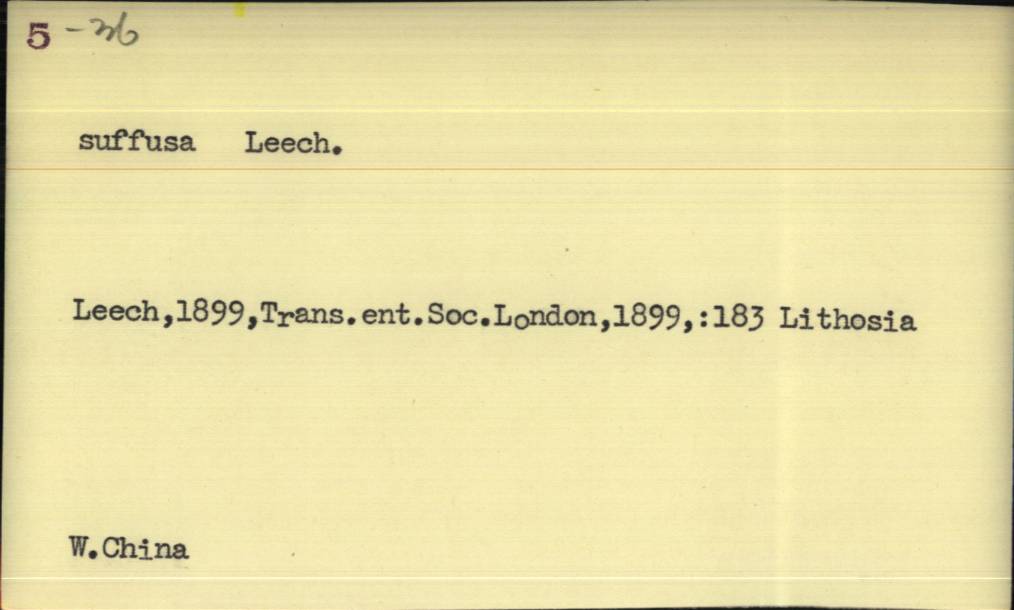 5 -36
suffusa Leech.
Leech,1899,Trans.ent.Soc.London,1899,:183 Lithosia
W.China